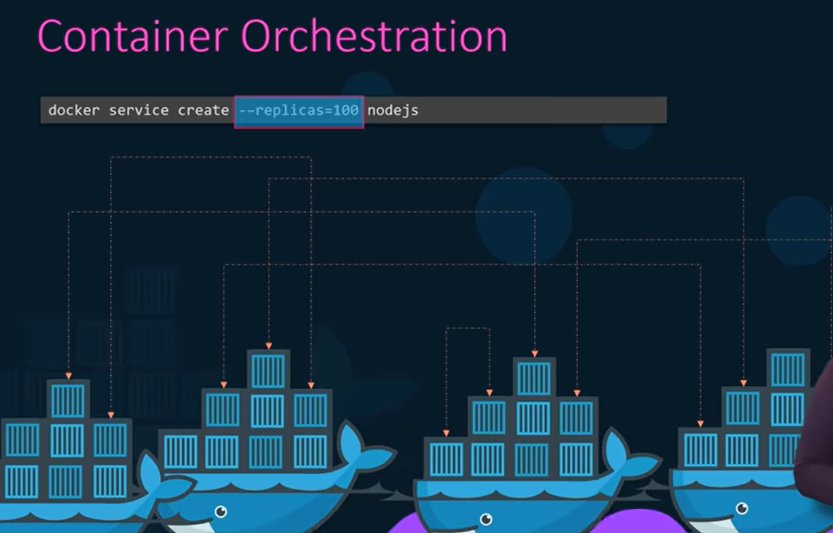 Container Orchestration
docker service create --replicas=100 nodejs